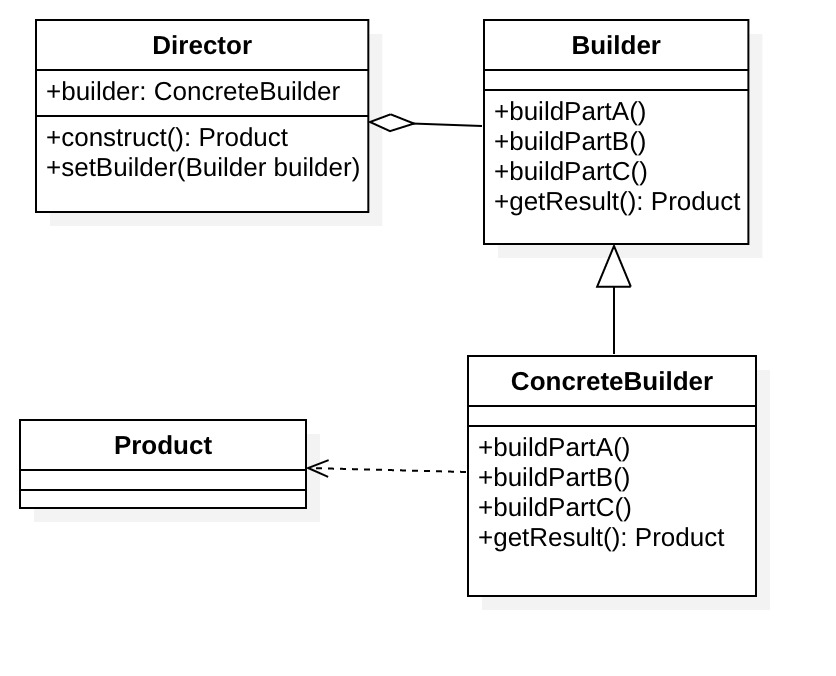 Director
+builder: ConcreteBuilder
+construct(): Product
+setBuilder(Builder builder)
Builder
+buildPartA()
+buildPartB()
+buildPartC()
+getResult(): Product
Product
ConcreteBuilder
+buildPartA()
+buildPartB()
+buildPartC()
+getResult(): Product